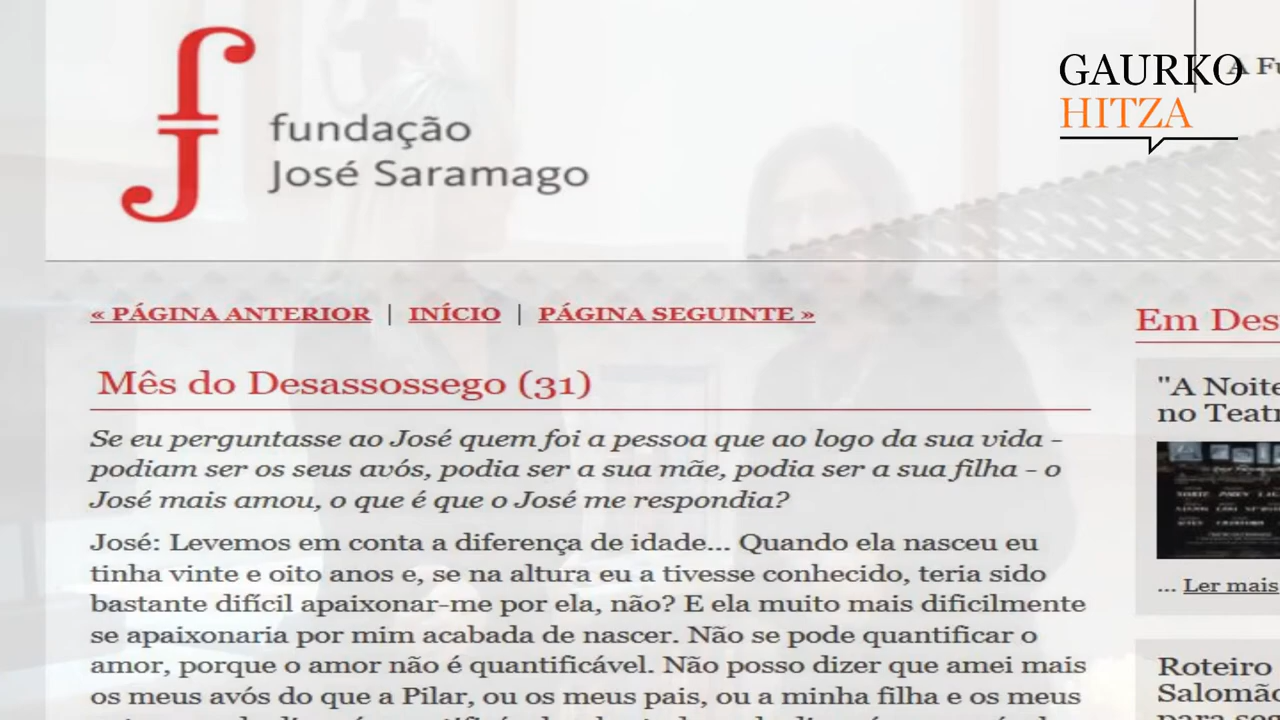 fundação
José Saramago
A Fu
GAURKO
HITZA
« PÁGINA ANTERIOR | INÍCIO | PÁGINA SEGUINTE »
Mês do Desassossego (31)
Se eu perguntasse ao José quem foi a pessoa que ao logo da sua vida –
podiam ser os seus avós, podia ser a sua mãe, podia ser a sua filha – o
José mais amou, o que é que o José me respondia?
José: Levemos em conta a diferença de idade... Quando ela nasceu eu
tinha vinte e oito anos e, se na altura eu a tivesse conhecido, teria sido
bastante difícil apaixonar-me por ela, não? E ela muito mais dificilmente
se apaixonaria por mim acabada de nascer. Não se pode quantificar o
amor, porque o amor não é quantificável. Não posso dizer que amei mais
os meus avós do que a Pilar, ou os meus pais, ou a minha filha e os meus
Em Des
"A Noite
no Teatr
... Ler mais
Roteiro
Salomão